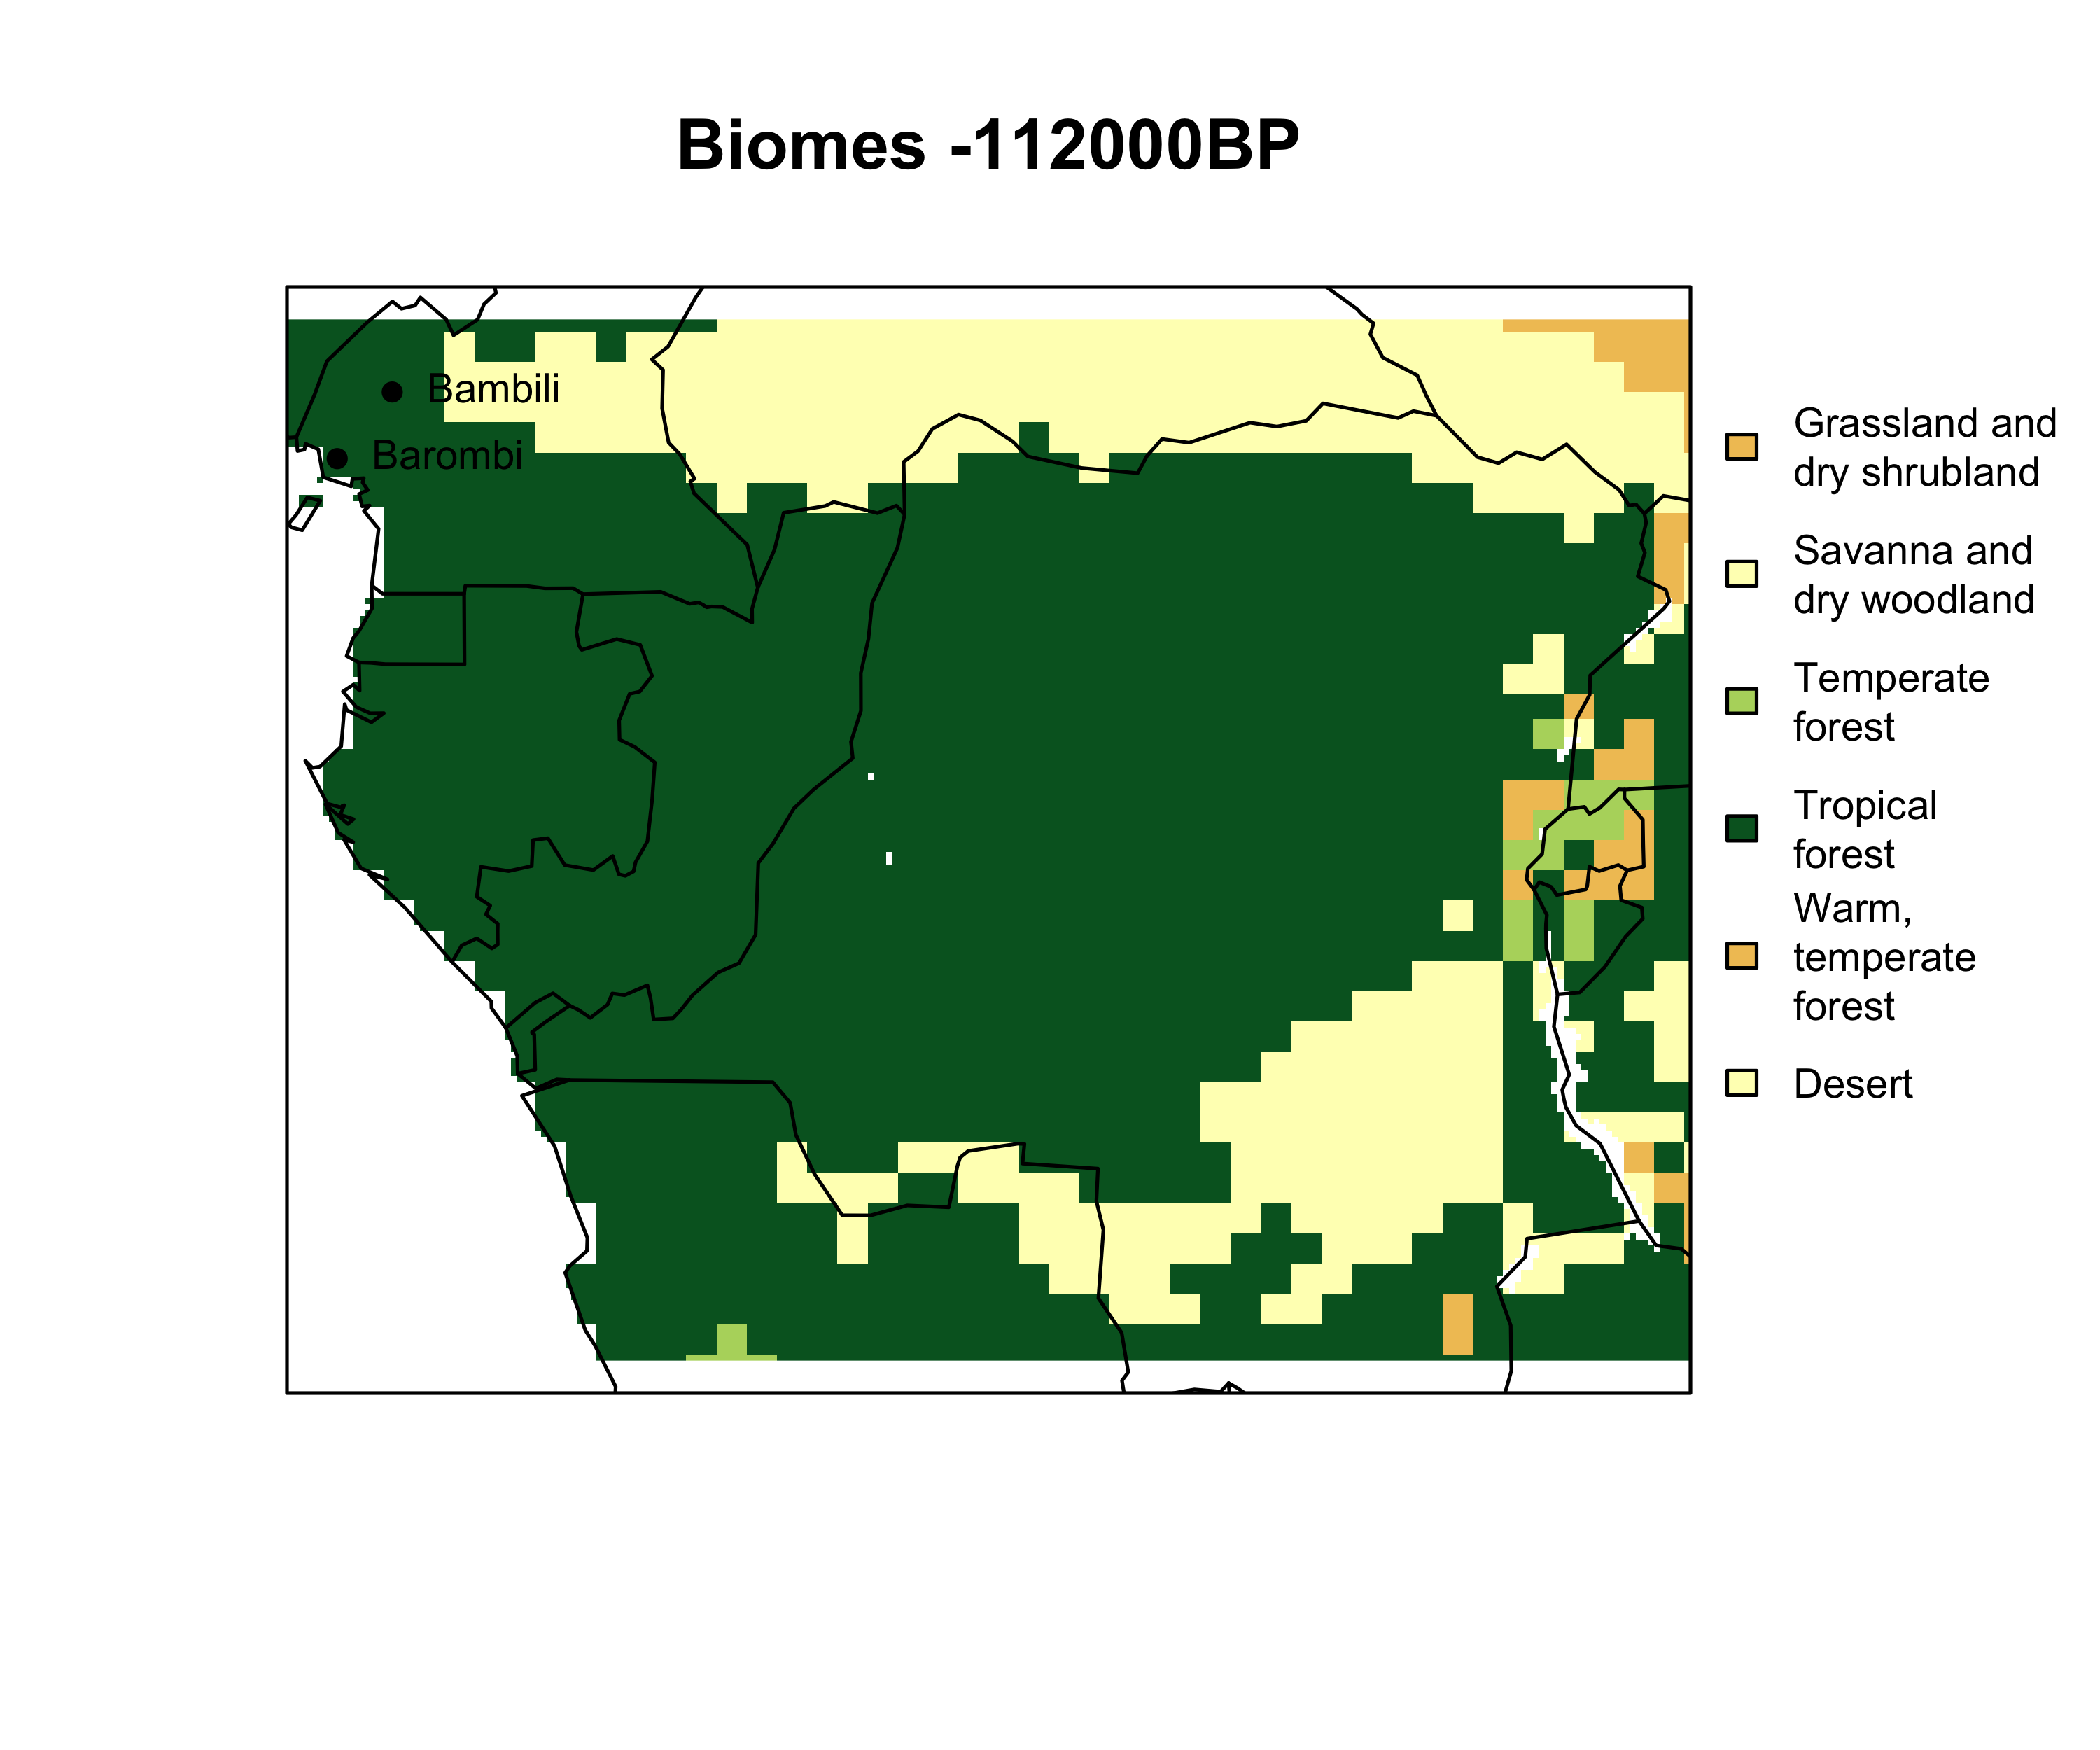 Biomes -112000BP
Bambili
Barombi
Grassland and
dry shrubland
Savanna and
dry woodland
Temperate
forest
Tropical
forest
Warm,
temperate
forest
Desert